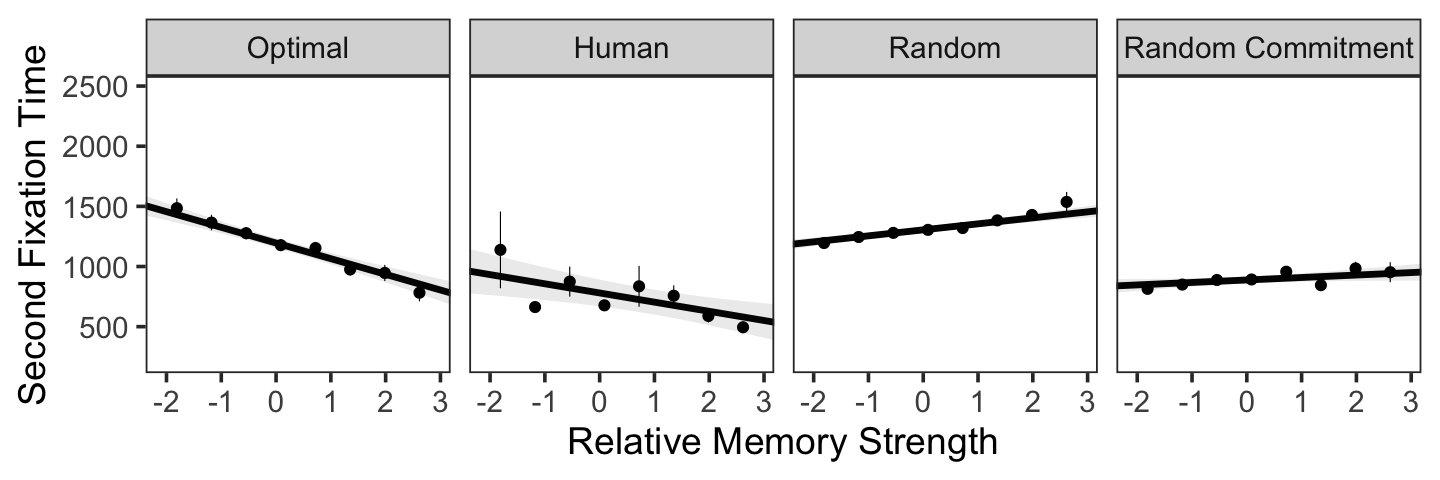 Optimal Human Random Random Commitment
Second Fixation Time
2500
2000
1500
1000
500
-2 -1 0 1 2 3 -2 -1 0 1 2 3 -2 -1 0 1 2 3 -2 -1 0 1 2 3
Relative Memory Strength